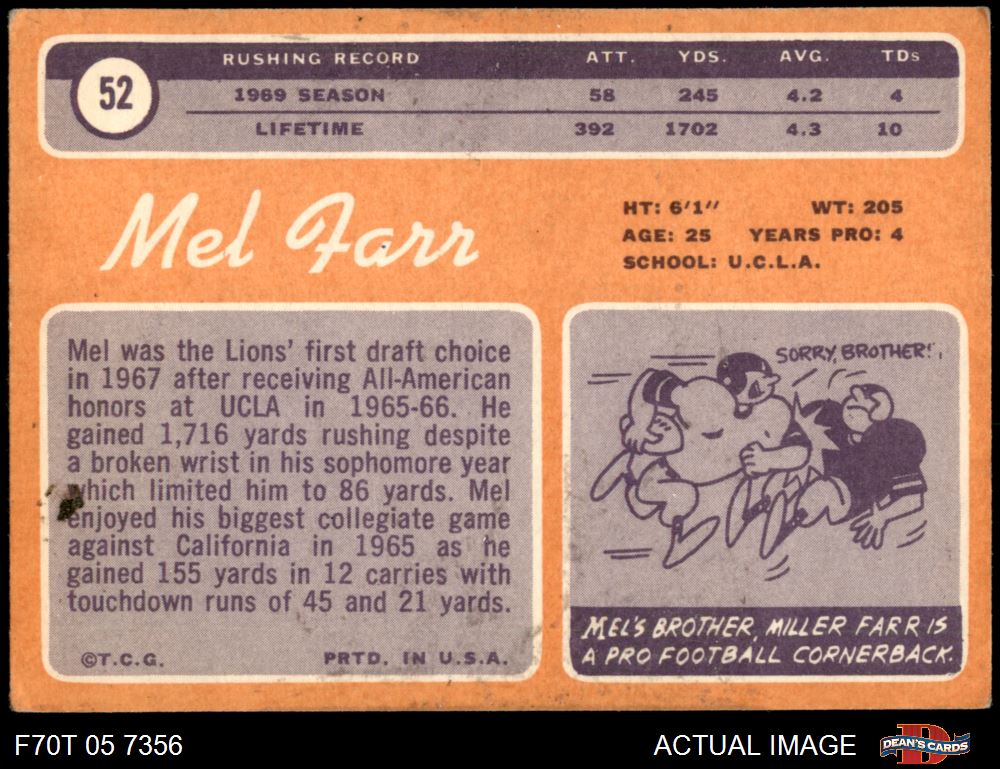 RUSHING RECORD ATT. YDS. AVG. TDs
52
1969 SEASON 58 245 4.2 4
LIFETIME 392 1702 4.3 10
Mel Farr
HT: 6'1" WT: 205
AGE: 25 YEARS PRO: 4
SCHOOL: U.C.L.A.
Mel was the Lions' first draft choice
in 1967 after receiving All-American
honors at UCLA in 1965-66. He
gained 1,716 yards rushing despite
a broken wrist in his sophomore year
which limited him to 86 yards. Mel
enjoyed his biggest collegiate game
against California in 1965 as he
gained 155 yards in 12 carries with
touchdown runs of 45 and 21 yards.
©T.C.G. PRTD. IN U.S.A.
SORRY, BROTHER!
MEL'S BROTHER, MILLER FARR IS
A PRO FOOTBALL CORNERBACK.
F70T 05 7356 ACTUAL IMAGE DEAN'S CARDS